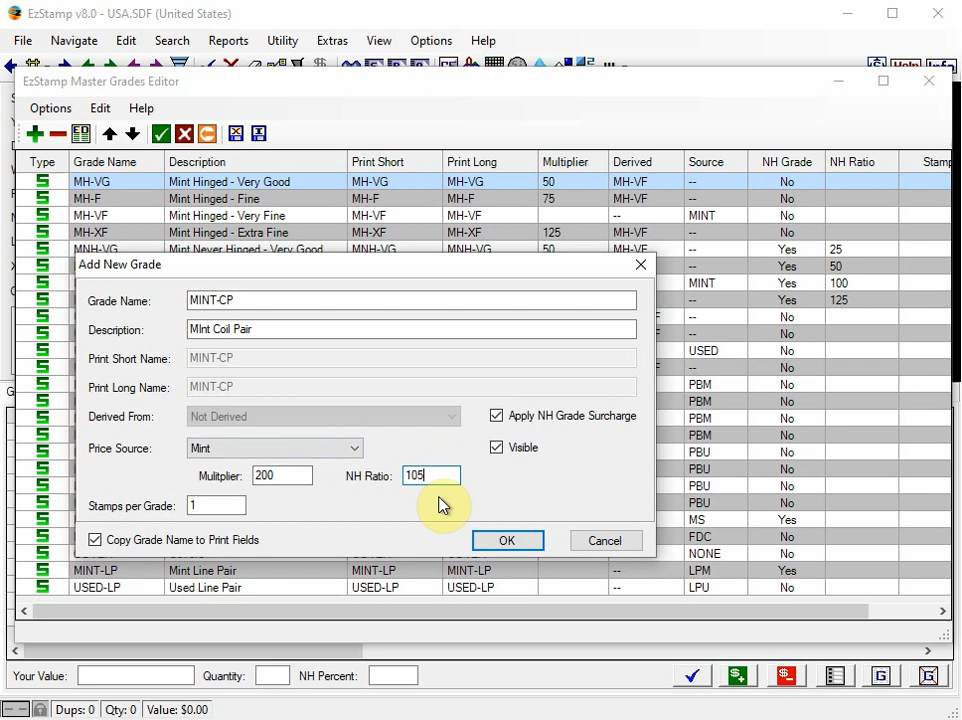 EzStamp v8.0 - USA.SDF (United States)
File Navigate Edit Search Reports Utility Extras View Options Help
EzStamp Master Grades Editor
Options Edit Help
Type Grade Name Description Print Short Print Long Multiplier Derived Source NH Grade NH Ratio Stamp
MH-VG Mint Hinged - Very Good MH-VG MH-VG 50 MH-VF -- No
MH-F Mint Hinged - Fine MH-F MH-F 75 MH-VF -- No
MH-VF Mint Hinged - Very Fine MH-VF MH-VF -- MINT No
MH-XF Mint Hinged - Extra Fine MH-XF MH-XF 125 MH-VF -- No
MNH-VG Mint Never Hinged - Very Good MNH-VG MNH-VG 50 MH-VF -- Yes 25
-- Yes 50
MINT Yes 100
-- Yes 125
-- No
-- No
USED No
-- No
PBM No
PBM No
PBM No
PBM No
PBU No
PBU No
PBU No
PBU No
MS Yes
FDC No
NONE No
MINT-LP Mint Line Pair MINT-LP MINT-LP -- LPM Yes
USED-LP Used Line Pair USED-LP USED-LP -- LPU No
Add New Grade
Grade Name: MINT-CP
Description: MInt Coil Pair
Print Short Name: MINT-CP
Print Long Name: MINT-CP
Derived From: Not Derived Apply NH Grade Surcharge
Price Source: Mint Visible
Mulitplier: 200 NH Ratio: 105
Stamps per Grade: 1
Copy Grade Name to Print Fields OK Cancel
Your Value: Quantity: NH Percent:
Dups: 0 Qty: 0 Value: $0.00